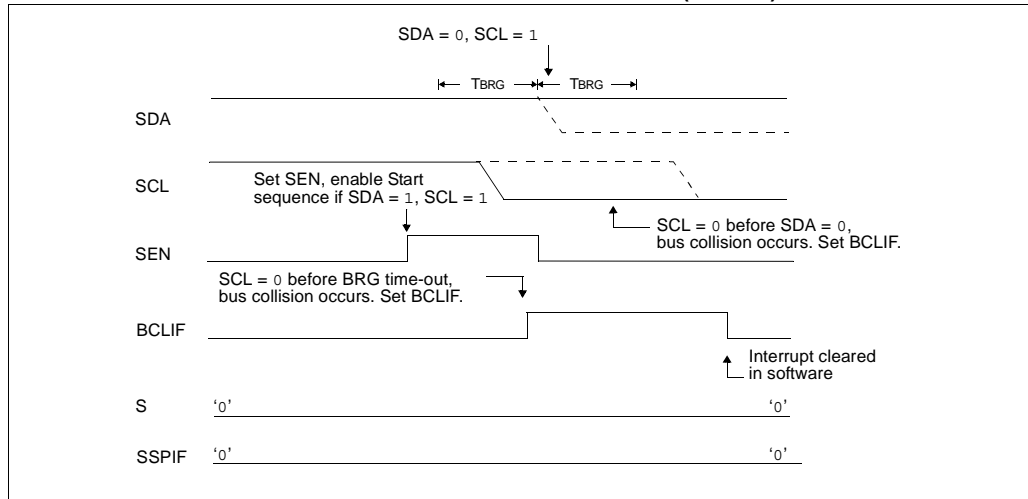 SDA = 0, SCL = 1
TBRG TBRG
SDA
SCL
Set SEN, enable Start
sequence if SDA = 1, SCL = 1
SCL = 0 before SDA = 0,
bus collision occurs. Set BCLIF.
SEN
SCL = 0 before BRG time-out,
bus collision occurs. Set BCLIF.
BCLIF
Interrupt cleared
in software
S ‘0’ ‘0’
SSPIF ‘0’ ‘0’